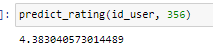 ]: predict_rating(id_user, 356)
4.383040573014489